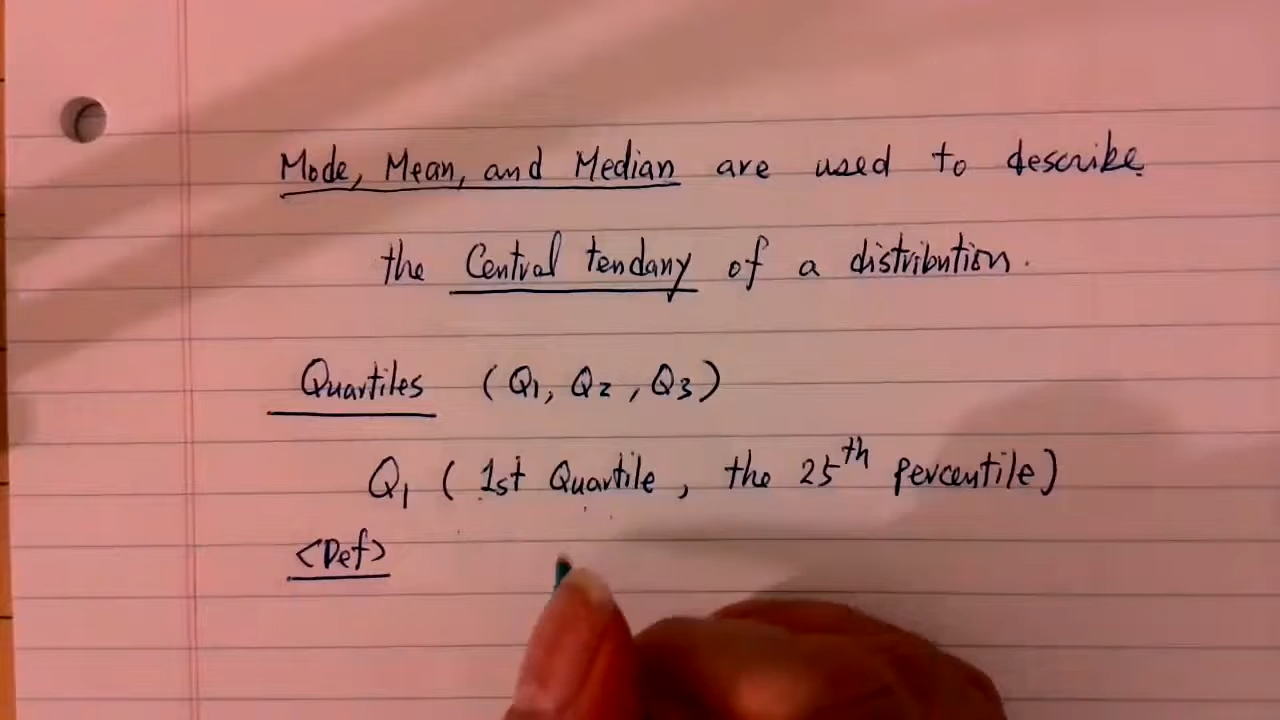 Mode, Mean, and Median are used to describe
the Central tendany of a distribution.
Quartiles (Q1, Q2, Q3)
Q1 (1st Quartile, the 25th percentile)
<Def>